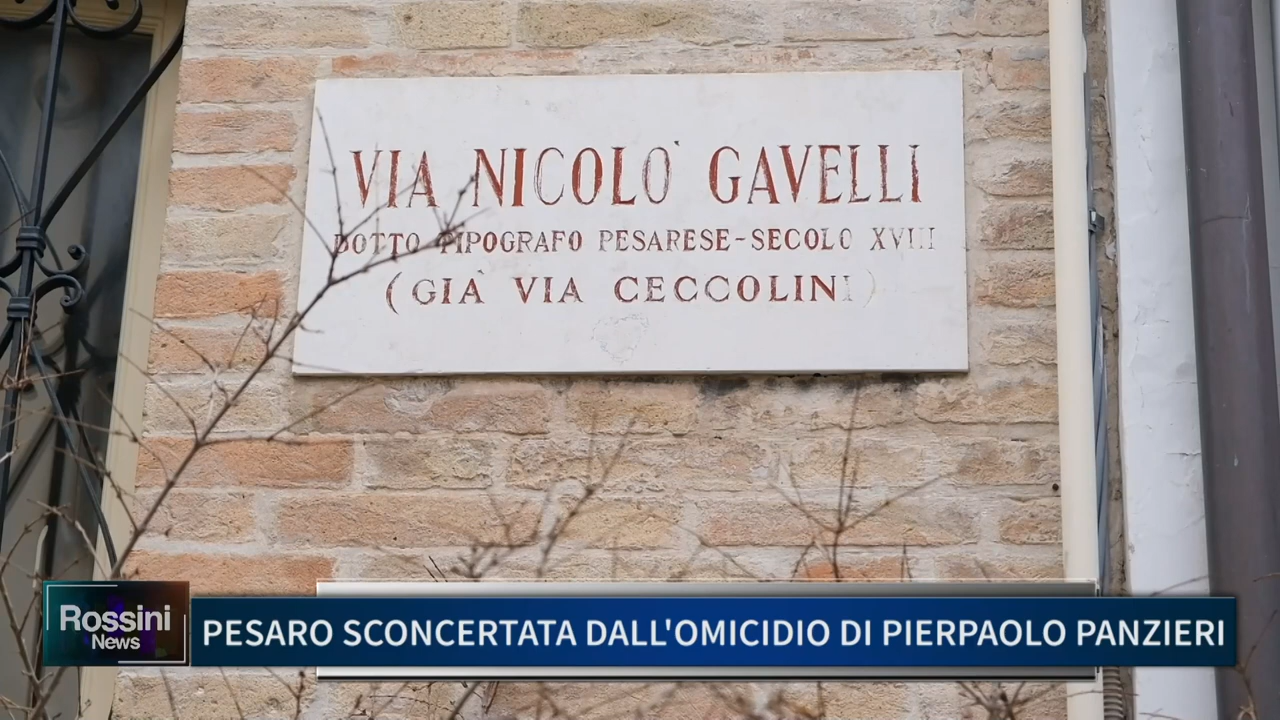 VIA NICOLO' GAVELLI
DOTTO TIPOGRAFO PESARESE-SECOLO XVIII
(GIÀ VIA CECCOLINI)
Rossini
News
PESARO SCONCERTATA DALL'OMICIDIO DI PIERPAOLO PANZIERI